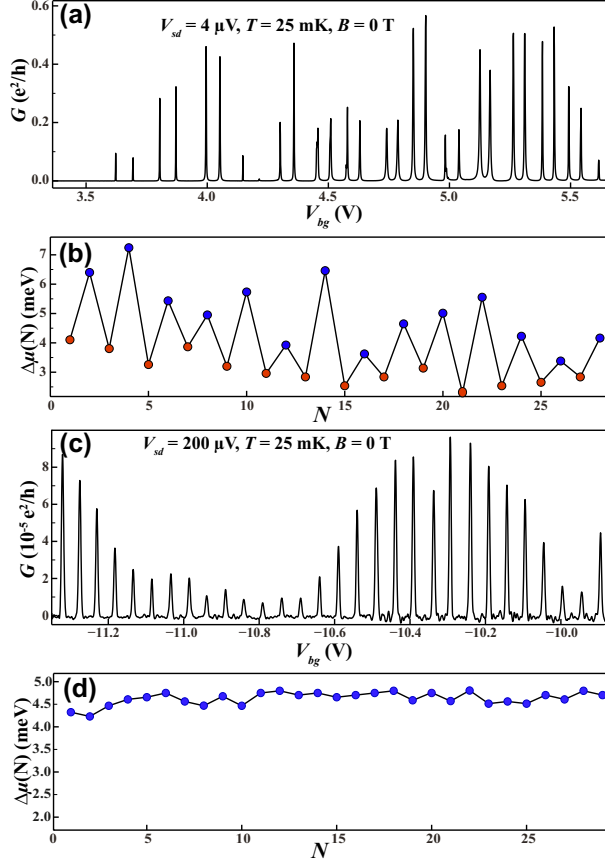 (a)
V_sd = 4 µV, T = 25 mK, B = 0 T
G (e²/h)
0.6
0.4
0.2
0.0
3.5 4.0 4.5 5.0 5.5
V_bg (V)
(b)
Δµ(N) (meV)
7
6
5
4
3
0 5 10 15 20 25
N
(c)
V_sd = 200 µV, T = 25 mK, B = 0 T
G (10⁻⁵ e²/h)
8
6
4
2
0
−11.2 −11.0 −10.8 −10.6 −10.4 −10.2 −10.0
V_bg (V)
(d)
Δµ(N) (meV)
5.0
4.5
4.0
3.5
3.0
2.5
2.0
0 5 10 15 20 25
N